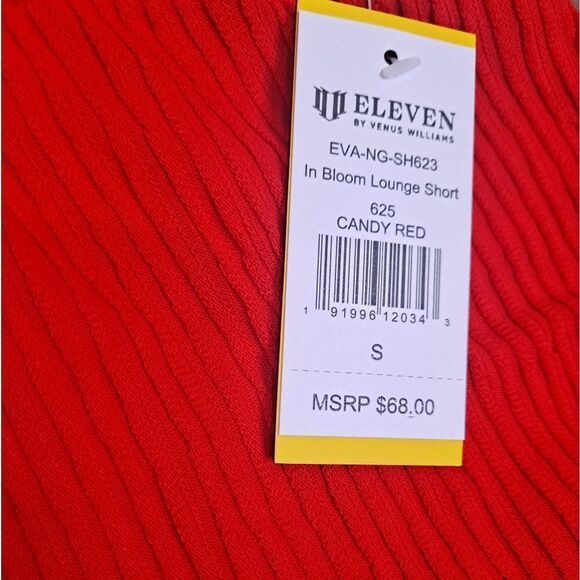 ELEVEN
BY VENUS WILLIAMS
EVA-NG-SH623
In Bloom Lounge Short
625
CANDY RED
1 91996 12034 3
S
MSRP $68.00